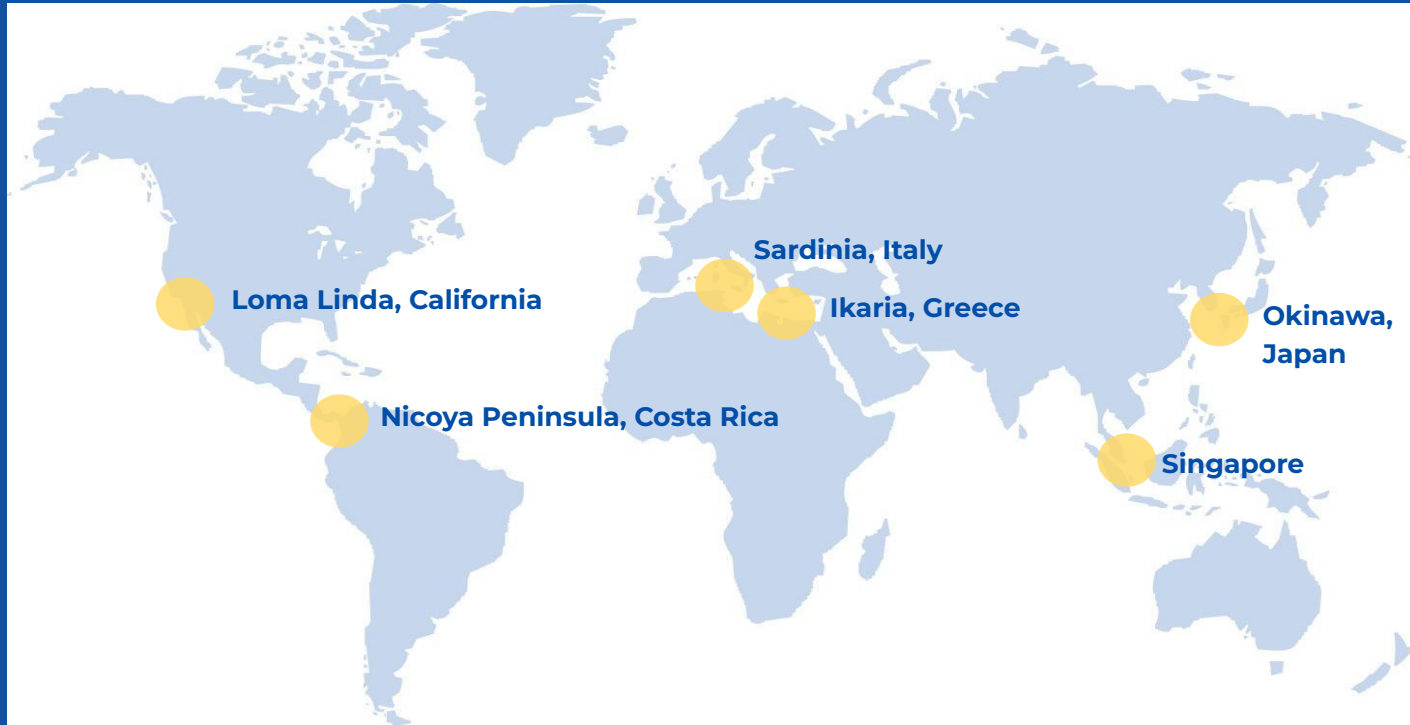 Sardinia, Italy
Loma Linda, California
Ikaria, Greece
Okinawa,
Japan
Nicoya Peninsula, Costa Rica
Singapore